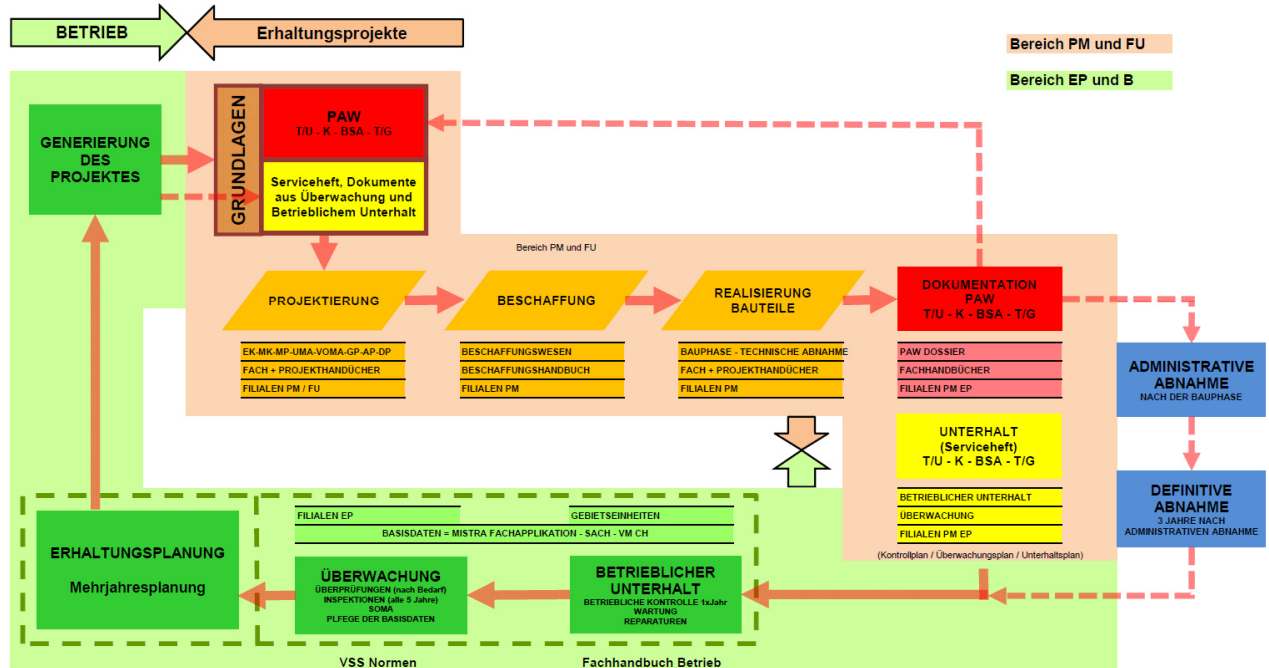 BETRIEB
Erhaltungsprojekte
Bereich PM und FU
Bereich EP und B
GENERIERUNG
DES
PROJEKTES
GRUNDLAGEN
PAW
T/U - K - BSA - T/G
Serviceheft, Dokumente
aus Überwachung und
Betrieblichem Unterhalt
Bereich PM und FU
PROJEKTIERUNG
BESCHAFFUNG
REALISIERUNG
BAUTEILE
DOKUMENTATION
PAW
T/U - K - BSA - T/G
EK-MK-MP-UMA-VOMA-GP-AP-DP
FACH + PROJEKTHANDÜCHER
FILIALEN PM / FU
BESCHAFFUNGSWESEN
BESCHAFFUNGSHANDBUCH
FILIALEN PM
BAUPHASE - TECHNISCHE ABNAHME
FACH + PROJEKTHANDÜCHER
FILIALEN PM
PAW DOSSIER
FACHHANDBÜCHER
FILIALEN PM EP
ADMINISTRATIVE
ABNAHME
NACH DER BAUPHASE
UNTERHALT
(Serviceheft)
T/U - K - BSA - T/G
BETRIEBLICHER UNTERHALT
ÜBERWACHUNG
FILIALEN PM EP
(Kontrollplan / Überwachungsplan / Unterhaltsplan)
DEFINITIVE
ABNAHME
3 JAHRE NACH
ADMINISTRATIVEN ABNAHME
FILIALEN EP
GEBIETSEINHEITEN
BASISDATEN = MISTRA FACHAPPLIKATION - SACH - VM CH
ERHALTUNGSPLANUNG
Mehrjahresplanung
ÜBERWACHUNG
ÜBERPRÜFUNGEN (nach Bedarf)
INSPEKTIONEN (alle 5 Jahre)
SOMA
PLFEGE DER BASISDATEN
BETRIEBLICHER
UNTERHALT
BETRIEBLICHE KONTROLLE 1xJahr
WARTUNG
REPARATUREN
VSS Normen
Fachhandbuch Betrieb